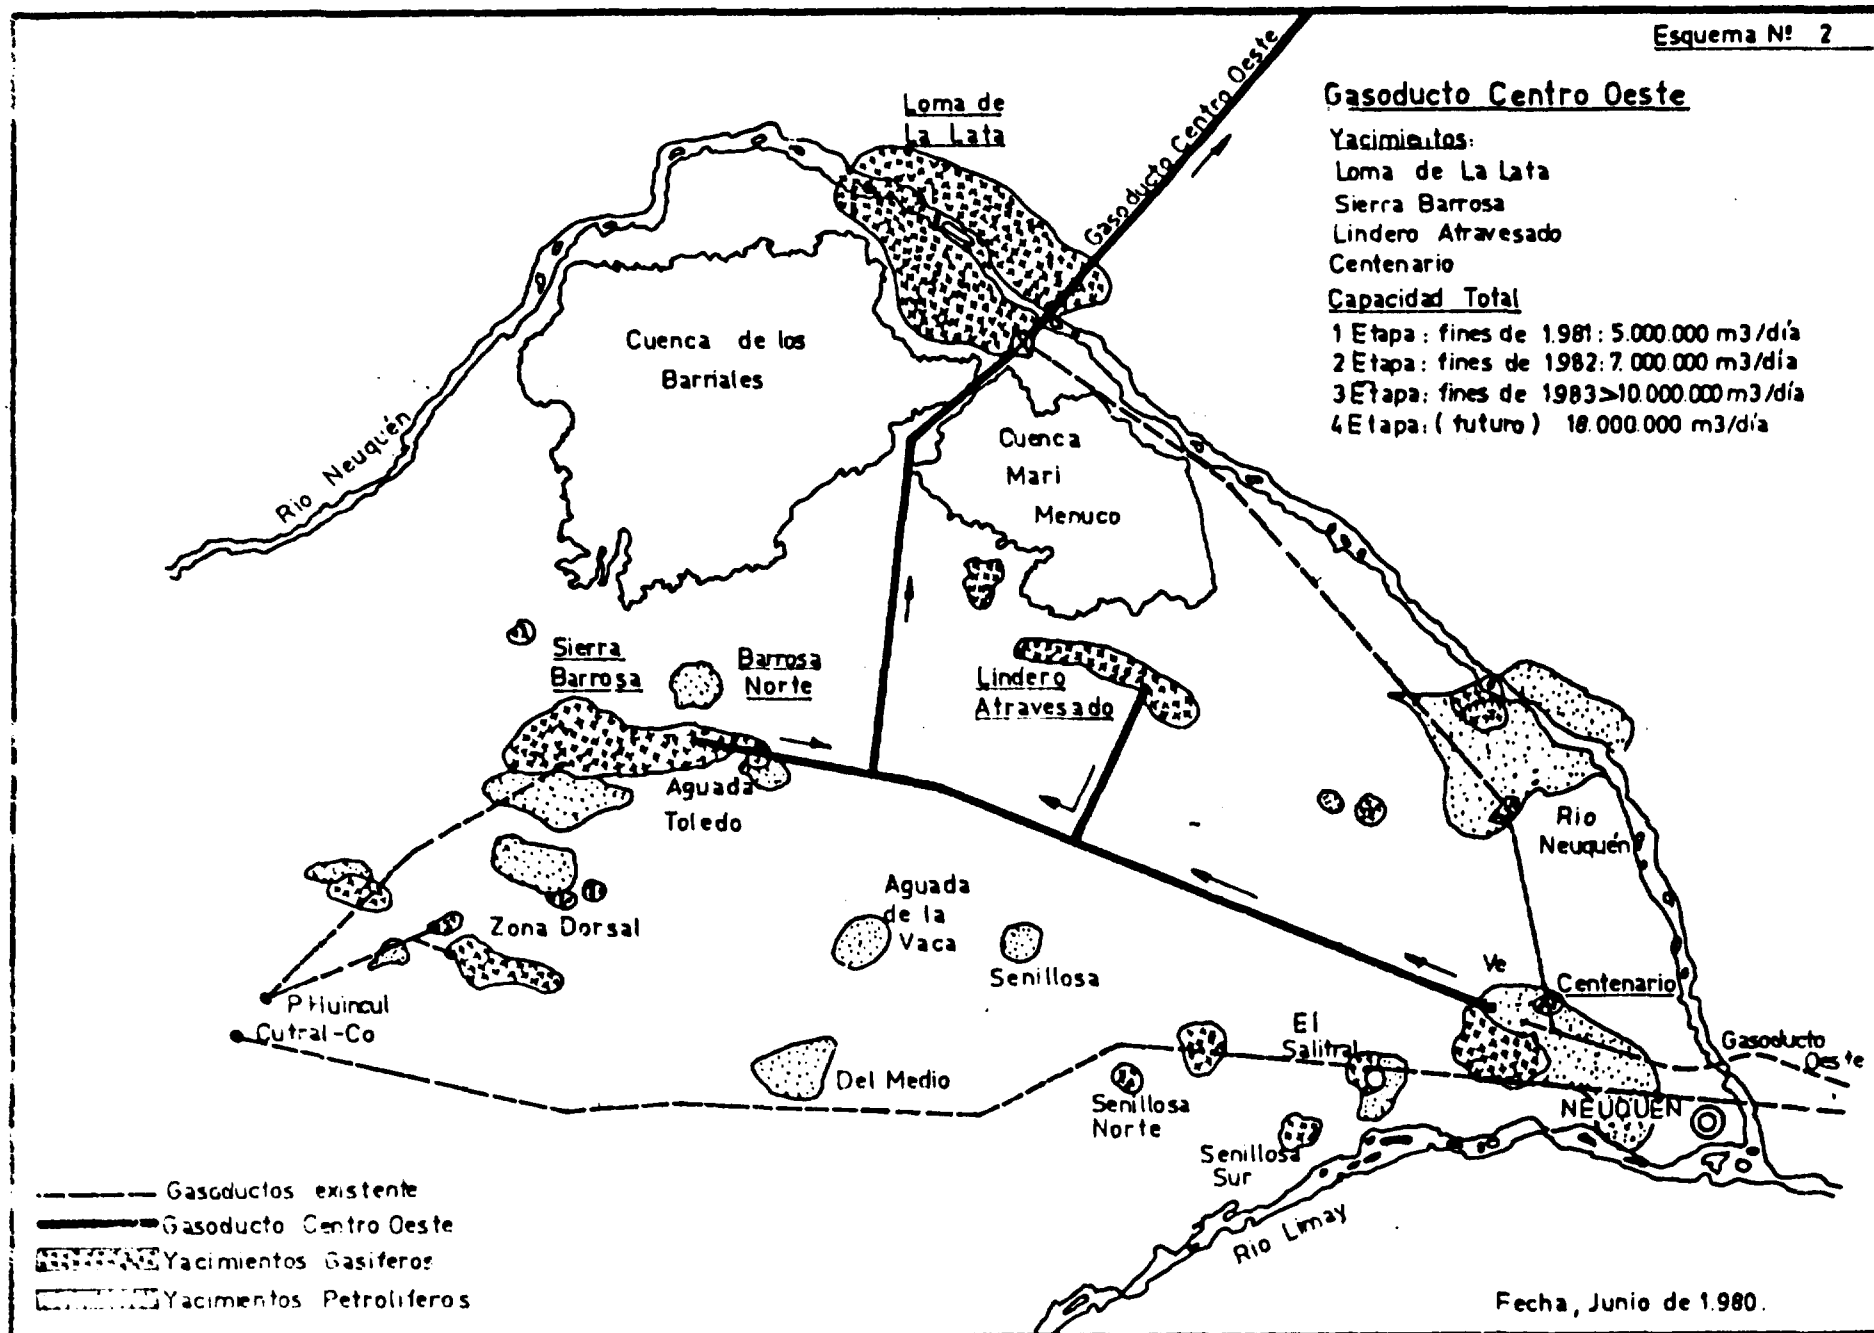 Esquema Nº 2
Gasoducto Centro Oeste
Yacimientos:
Loma de La Lata
Sierra Barrosa
Lindero Atravesado
Centenario
Capacidad Total
1 Etapa: fines de 1.981: 5.000.000 m3/día
2 Etapa: fines de 1.982: 7.000.000 m3/día
3 Etapa: fines de 1.983>10.000.000 m3/día
4 Etapa: (futuro) 18.000.000 m3/día
Loma de
La Lata
Gasoducto Centro Oeste
Cuenca de los
Barriales
Rio Neuquén
Cuenca
Mari
Menuco
Sierra
Barrosa
Barrosa
Norte
Lindero
Atravesado
Aguada
Toledo
Rio
Neuquén
Zona Dorsal
Aguada
de la
Vaca
Senillosa
P Huincul
Cutral-Co
Ve
Centenario
El
Salitral
Gasoducto
Oeste
Del Medio
Senillosa
Norte
NEUQUEN
Senillosa
Sur
Rio Limay
Gasoductos existente
Gasoducto Centro Oeste
Yacimientos Gasiferos
Yacimientos Petroliferos
Fecha, Junio de 1.980.